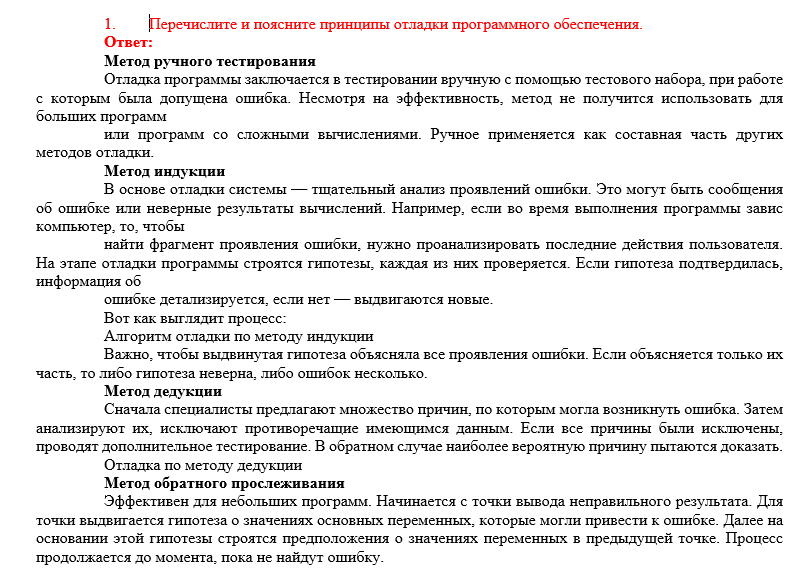 1. Перечислите и поясните принципы отладки программного обеспечения.
Ответ:
Метод ручного тестирования
Отладка программы заключается в тестировании вручную с помощью тестового набора, при работе
с которым была допущена ошибка. Несмотря на эффективность, метод не получится использовать для
больших программ
или программ со сложными вычислениями. Ручное применяется как составная часть других
методов отладки.
Метод индукции
В основе отладки системы — тщательный анализ проявлений ошибки. Это могут быть сообщения
об ошибке или неверные результаты вычислений. Например, если во время выполнения программы завис
компьютер, то, чтобы
найти фрагмент проявления ошибки, нужно проанализировать последние действия пользователя.
На этапе отладки программы строятся гипотезы, каждая из них проверяется. Если гипотеза подтвердилась,
информация об
ошибке детализируется, если нет — выдвигаются новые.
Вот как выглядит процесс:
Алгоритм отладки по методу индукции
Важно, чтобы выдвинутая гипотеза объясняла все проявления ошибки. Если объясняется только их
часть, то либо гипотеза неверна, либо ошибок несколько.
Метод дедукции
Сначала специалисты предлагают множество причин, по которым могла возникнуть ошибка. Затем
анализируют их, исключают противоречащие имеющимся данным. Если все причины были исключены,
проводят дополнительное тестирование. В обратном случае наиболее вероятную причину пытаются доказать.
Отладка по методу дедукции
Метод обратного прослеживания
Эффективен для небольших программ. Начинается с точки вывода неправильного результата. Для
точки выдвигается гипотеза о значениях основных переменных, которые могли привести к ошибке. Далее на
основании этой гипотезы строятся предположения о значениях переменных в предыдущей точке. Процесс
продолжается до момента, пока не найдут ошибку.